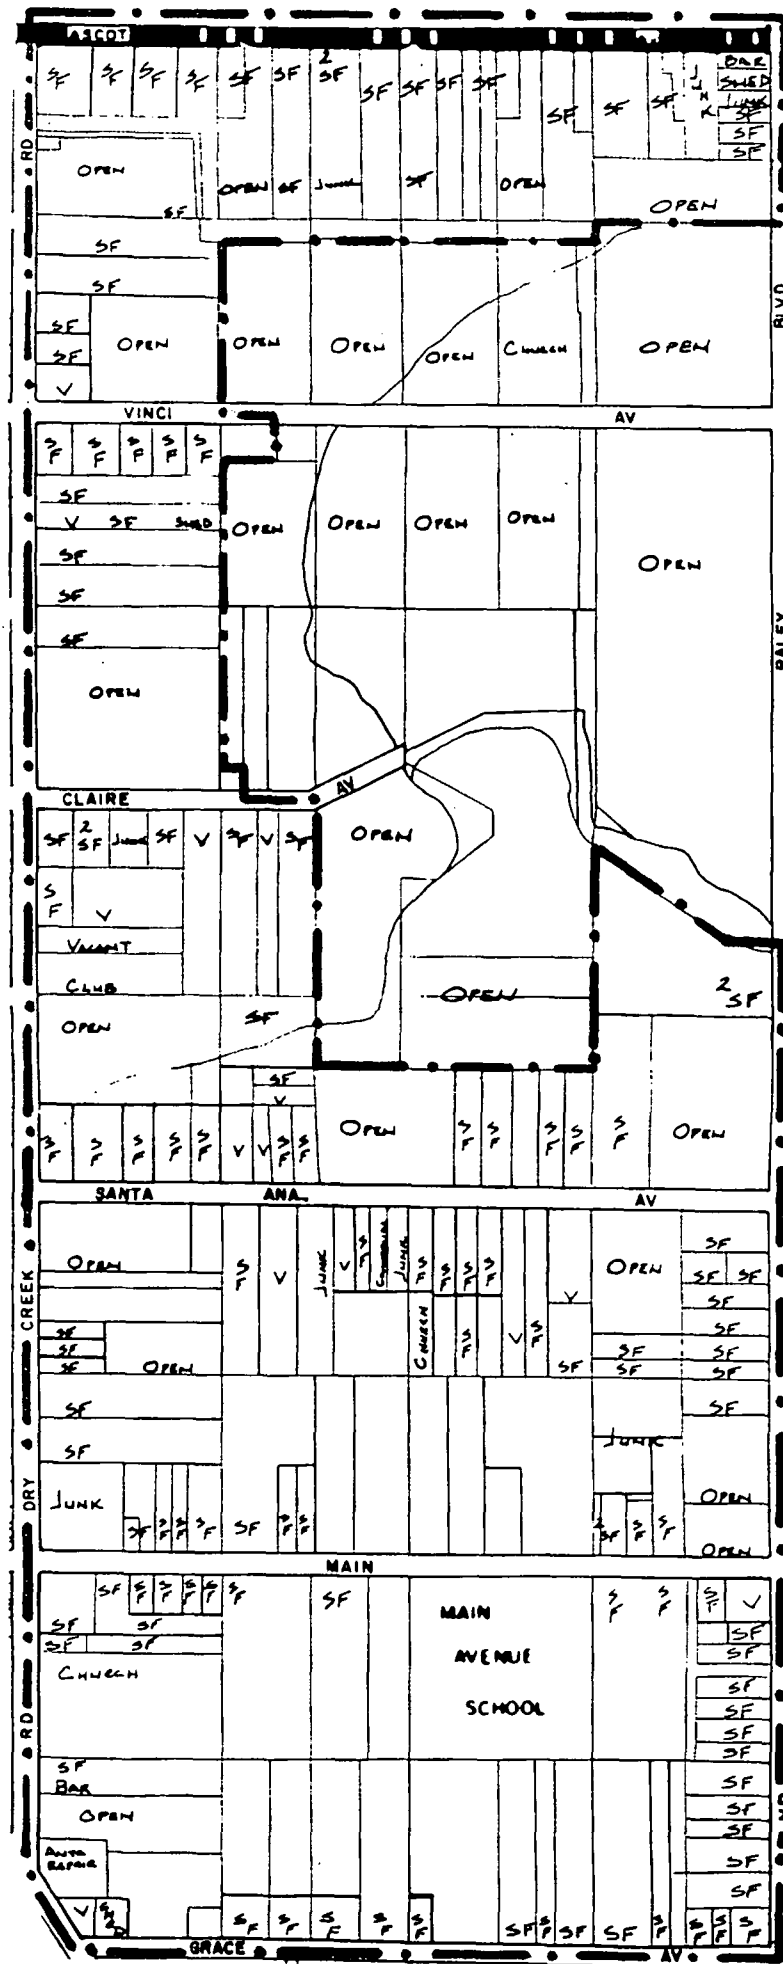 ASCOT
SF SF SF SF SF SF 2 SF SF SF SF SF SF SF SF JUNK BAR
SHED
JUNK
SF
SF
SF
RD
OPEN OPEN SF JUNK SF OPEN
SF OPEN
SF
SF
BLVD
SF OPEN OPEN OPEN OPEN CHURCH OPEN
SF
V
VINCI AV
SF SF SF SF SF
SF
V SF SHED OPEN OPEN OPEN OPEN
SF OPEN
SF
SF
RALEY
OPEN
CLAIRE AV
SF 2 SF JUNK SF V SF V SF OPEN
SF V
VACANT
CLUB OPEN 2 SF
OPEN SF
SF
V
SF SF SF SF SF V V SF SF OPEN SF SF SF SF SF OPEN
SANTA ANA AV
CREEK
OPEN SF V JUNK V SF JUNK SF SF SF OPEN SF
SF SF
V SF
SF CHURCH SF V SF SF
SF SF SF
SF OPEN SF SF SF
SF SF
SF JUNK
DRY
JUNK OPEN
SF SF SF SF SF SF SF 2 SF SF SF
OPEN
MAIN
SF SF SF SF SF SF SF MAIN SF SF SF V
SF SF SF
SF SF AVENUE SF
CHURCH SF
SCHOOL SF
RD SF
SF
SF SF
BAR SF
OPEN SF
AUTO
REPAIR SF
SF
V SF SF SF SF SF SF SF SF SF SF SF SF SF
GRACE AV